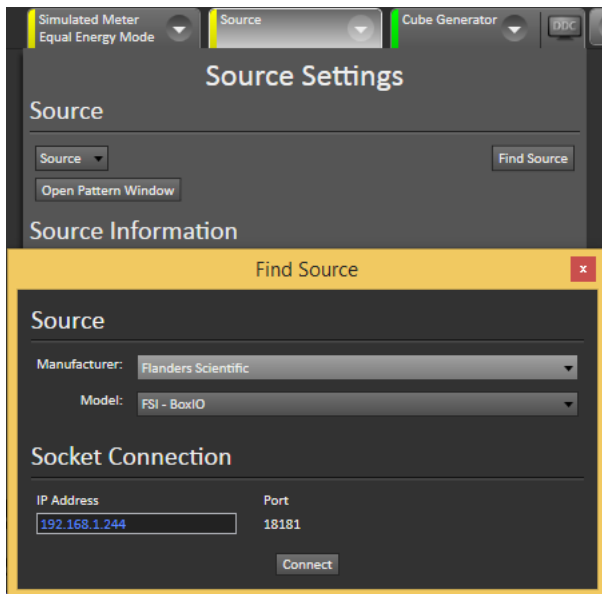 Simulated Meter
Equal Energy Mode
Source
Cube Generator
DDC
Source Settings
Source
Source
Find Source
Open Pattern Window
Source Information
Find Source
x
Source
Manufacturer:
Flanders Scientific
Model:
FSI - BoxIO
Socket Connection
IP Address
Port
192.168.1.244
18181
Connect